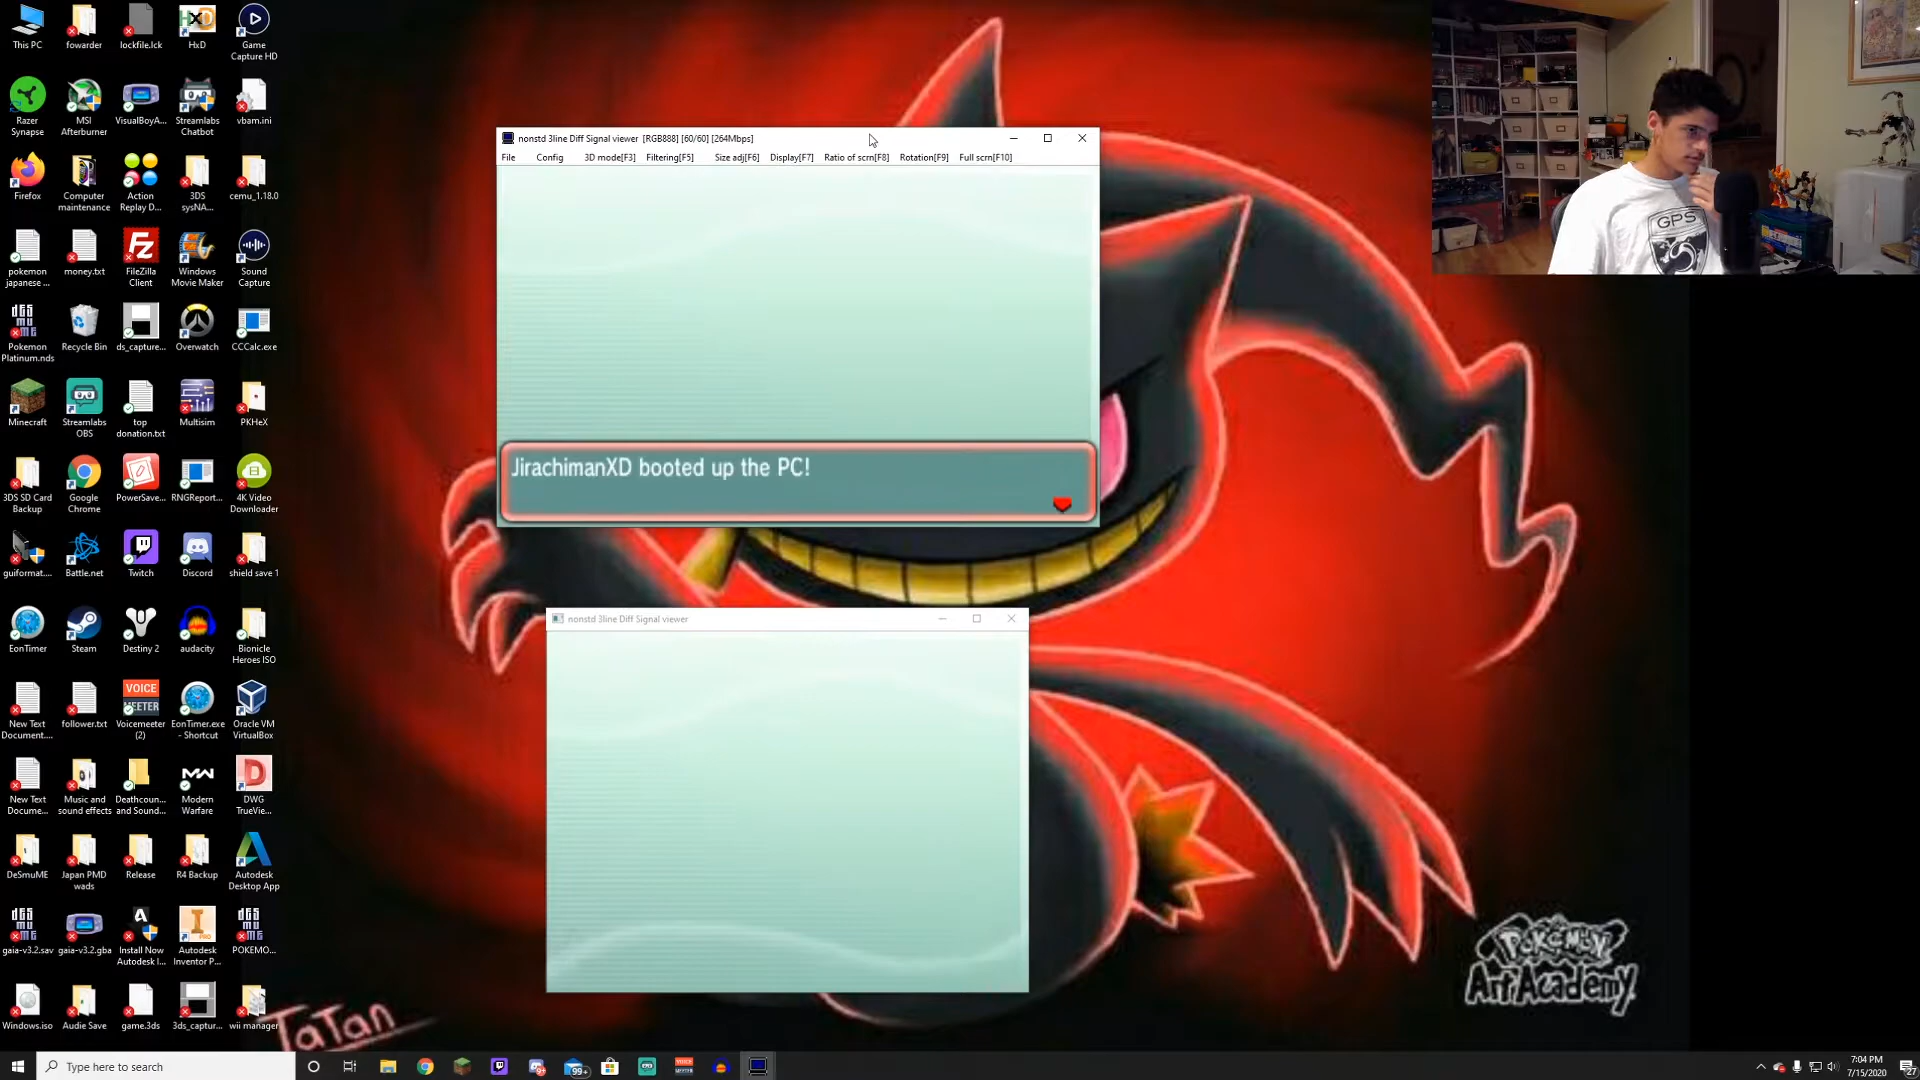 This PC
fowarder
lockfile.lck
HxD
Game
Capture HD
Razer
Synapse
MSI
Afterburner
VisualBoyA...
Streamlabs
Chatbot
vbam.ini
Firefox
Computer
maintenance
Action
Replay D...
3DS
sysNA...
cemu_1.18.0
pokemon
japanese ...
money.txt
FileZilla
Client
Windows
Movie Maker
Sound
Capture
Pokemon
Platinum.nds
Recycle Bin
ds_capture...
Overwatch
CCCalc.exe
Minecraft
Streamlabs
OBS
top
donation.txt
Multisim
PKHeX
3DS SD Card
Backup
Google
Chrome
PowerSave...
RNGReport...
4K Video
Downloader
guiformat....
Battle.net
Twitch
Discord
shield save 1
EonTimer
Steam
Destiny 2
audacity
Bionicle
Heroes ISO
New Text
Document....
follower.txt
VOICE
MEETER
Voicemeeter
(2)
EonTimer.exe
- Shortcut
Oracle VM
VirtualBox
New Text
Docume...
Music and
sound effects
Deathcoun...
and Sound...
Modern
Warfare
DWG
TrueVie...
DeSmuME
Japan PMD
wads
Release
R4 Backup
Autodesk
Desktop App
gaia-v3.2.sav
gaia-v3.2.gba
Install Now
Autodesk I...
Autodesk
Inventor P...
POKEMO...
Windows.iso
Audie Save
game.3ds
3ds_captur...
wii manager
nonstd 3line Diff Signal viewer [RGB888] [60/60] [264Mbps]
File Config 3D mode[F3] Filtering[F5] Size adj[F6] Display[F7] Ratio of scrn[F8] Rotation[F9] Full scrn[F10]
JirachimanXD booted up the PC!
nonstd 3line Diff Signal viewer
GPS
TaTan
POKéMON
Art Academy
Type here to search
99+
VOICE
MEETER
7:04 PM
7/15/2020
27